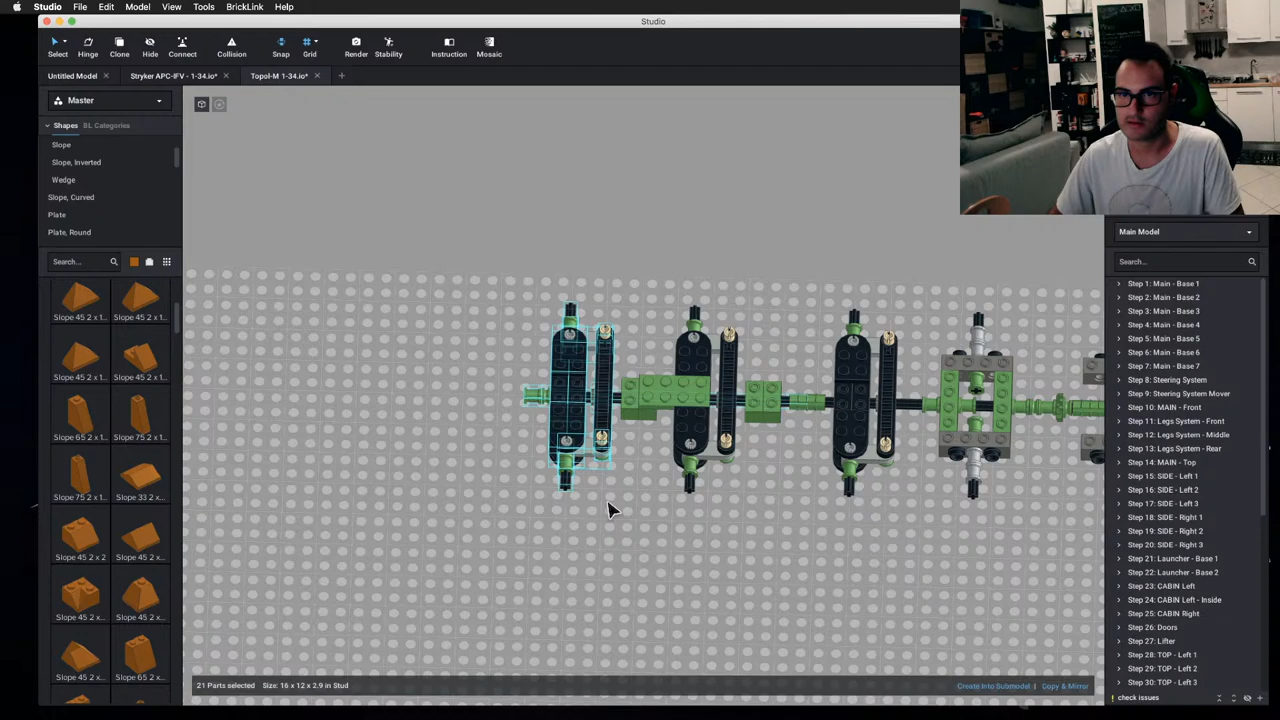 Studio File Edit Model View Tools BrickLink Help
Studio
Select Hinge Clone Hide Connect Collision Snap Grid Render Stability Instruction Mosaic
Untitled Model Stryker APC-IFV - 1-34.io* Topol-M 1-34.io*
Master
Shapes BL Categories
Slope
Slope, Inverted
Wedge
Slope, Curved
Plate
Plate, Round
Search...
Slope 45 2 x 1... Slope 45 2 x...
Slope 45 2 x... Slope 45 2 x...
Slope 65 2 x... Slope 75 2 x...
Slope 75 2 x... Slope 33 2 x...
Slope 45 2 x 2 Slope 45 2 x...
Slope 45 2 x... Slope 45 2 x...
Slope 45 2 x... Slope 65 2 x...
21 Parts selected Size: 16 x 12 x 2.9 in Stud
Create Into Submodel Copy & Mirror
Main Model
Search...
Step 1: Main - Base 1
Step 2: Main - Base 2
Step 3: Main - Base 3
Step 4: Main - Base 4
Step 5: Main - Base 5
Step 6: Main - Base 6
Step 7: Main - Base 7
Step 8: Steering System
Step 9: Steering System Mover
Step 10: MAIN - Front
Step 11: Legs System - Front
Step 12: Legs System - Middle
Step 13: Legs System - Rear
Step 14: MAIN - Top
Step 15: SIDE - Left 1
Step 16: SIDE - Left 2
Step 17: SIDE - Left 3
Step 18: SIDE - Right 1
Step 19: SIDE - Right 2
Step 20: SIDE - Right 3
Step 21: Launcher - Base 1
Step 22: Launcher - Base 2
Step 23: CABIN Left
Step 24: CABIN Left - Inside
Step 25: CABIN Right
Step 26: Doors
Step 27: Lifter
Step 28: TOP - Left 1
Step 29: TOP - Left 2
Step 30: TOP - Left 3
check issues